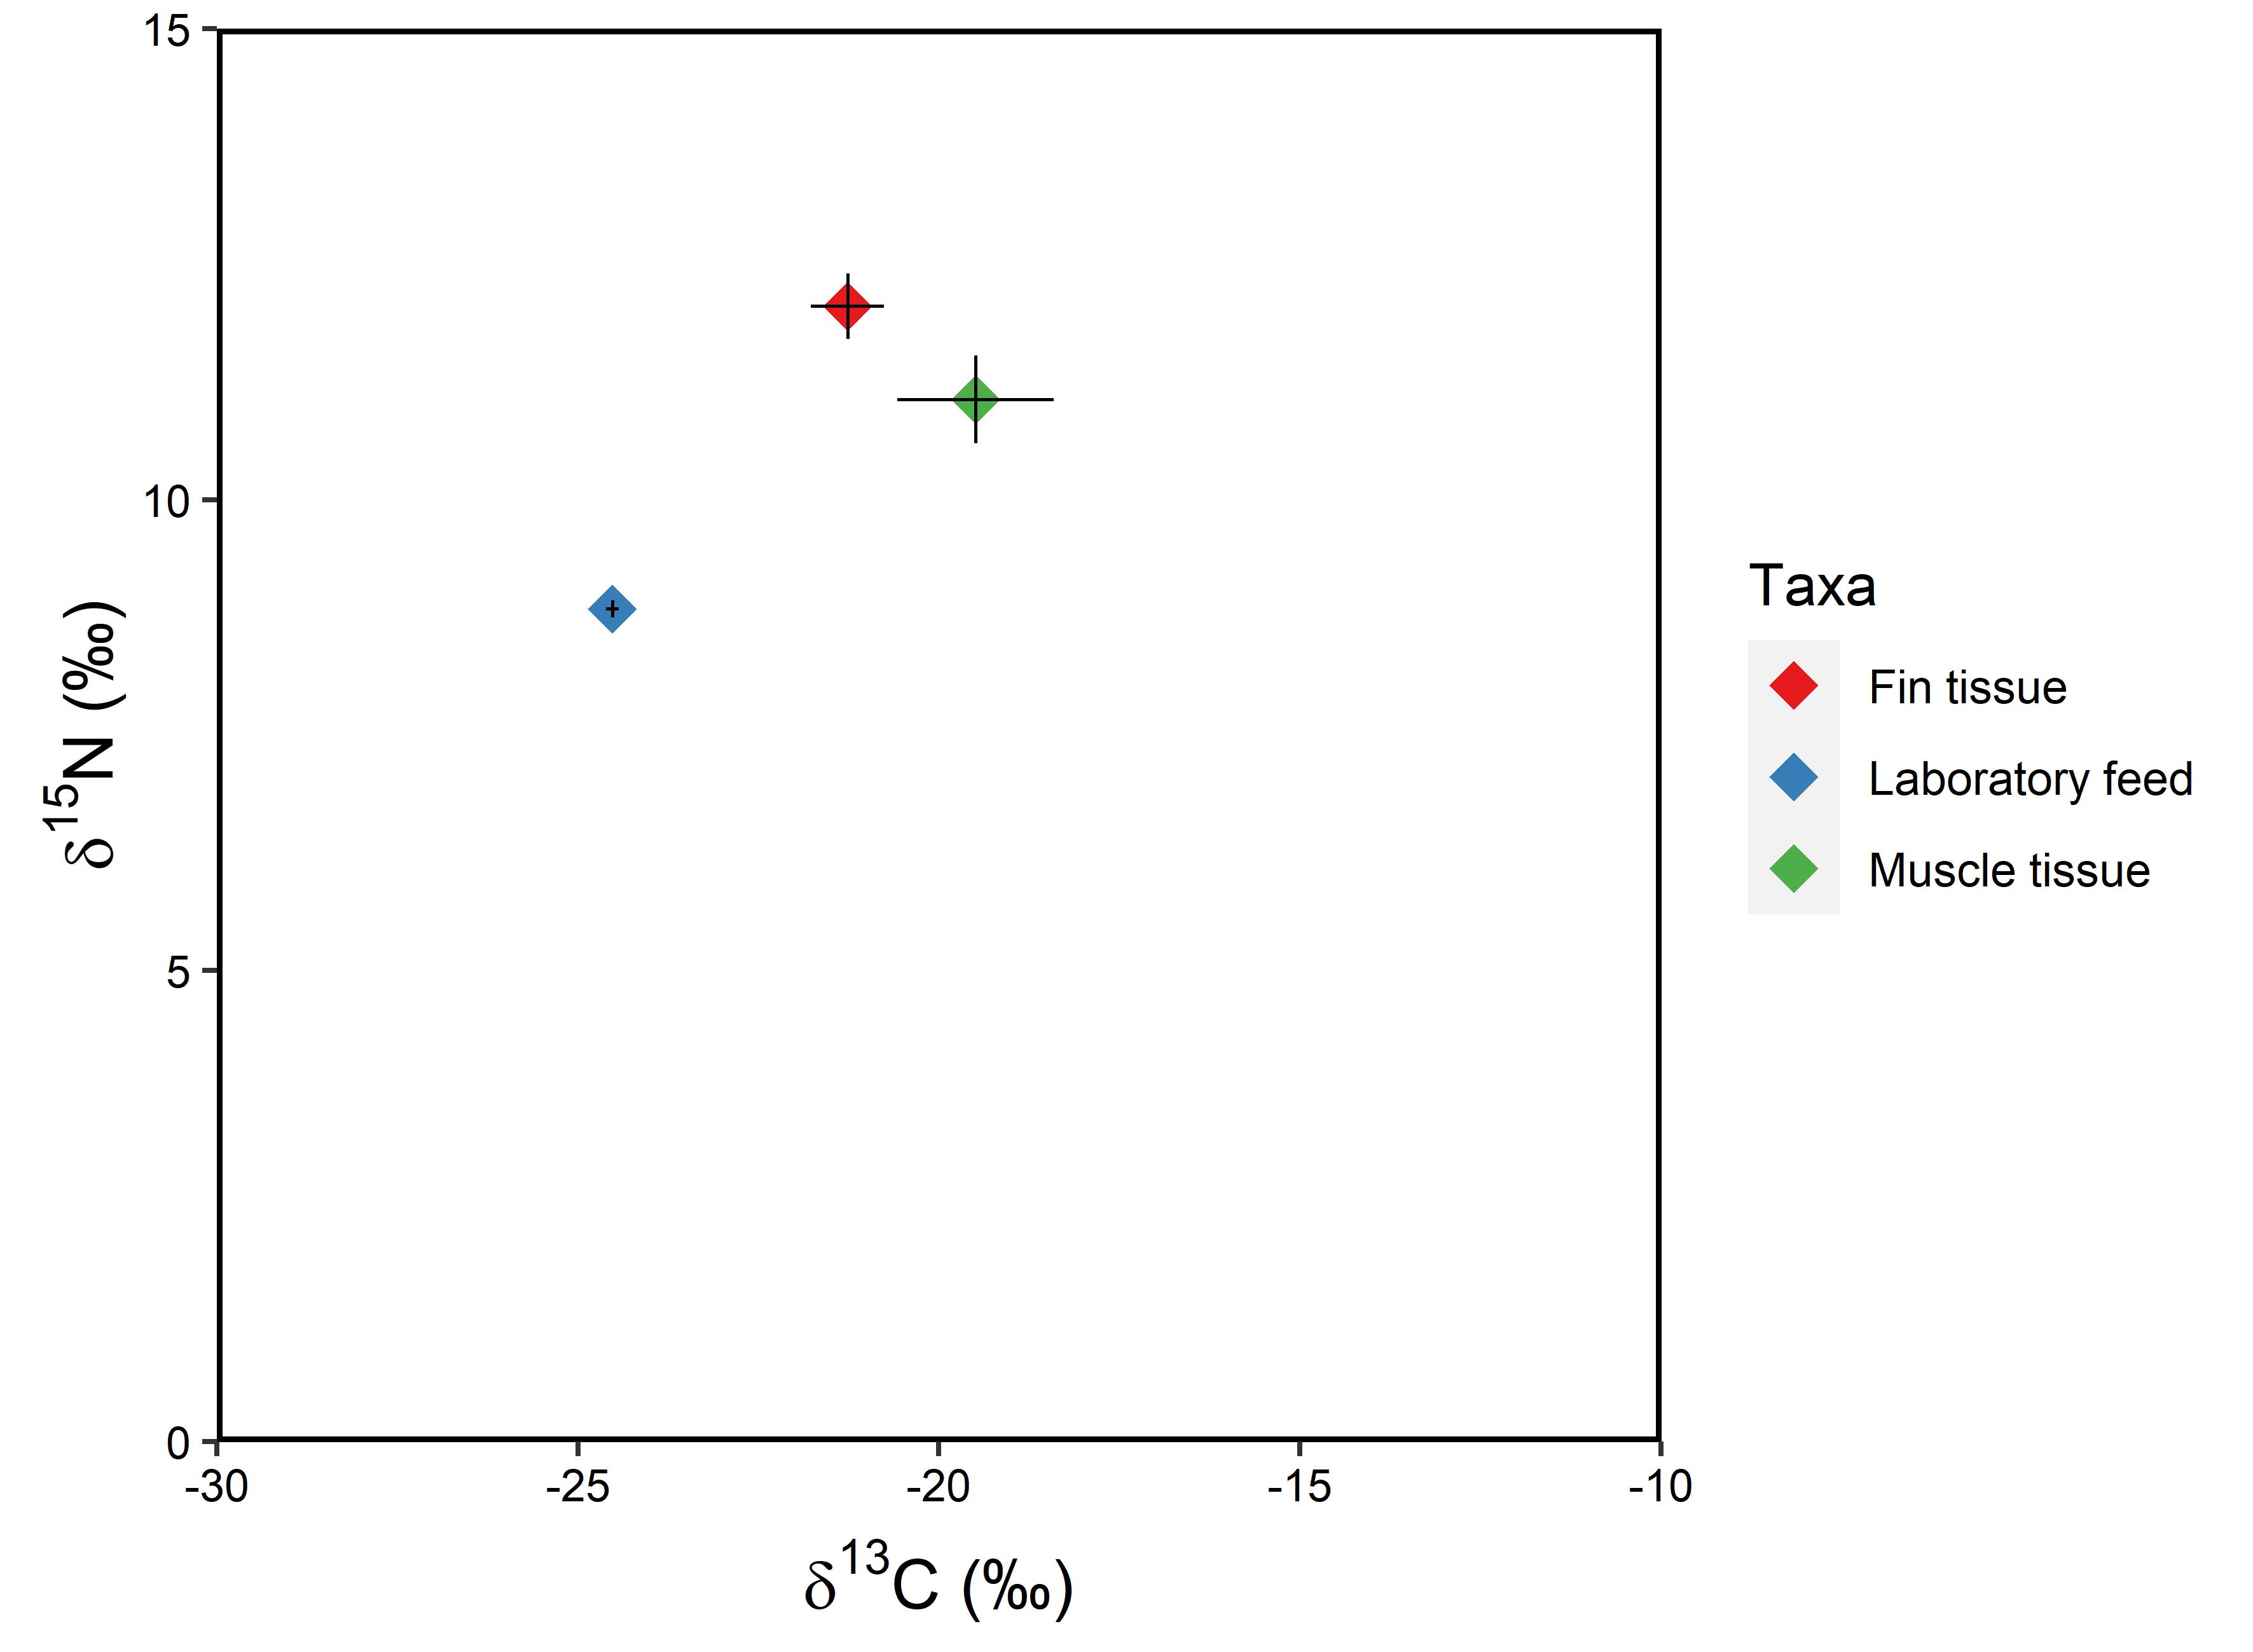 15
10
5
0
δ15N (‰)
-30 -25 -20 -15 -10
δ13C (‰)
Taxa
Fin tissue
Laboratory feed
Muscle tissue